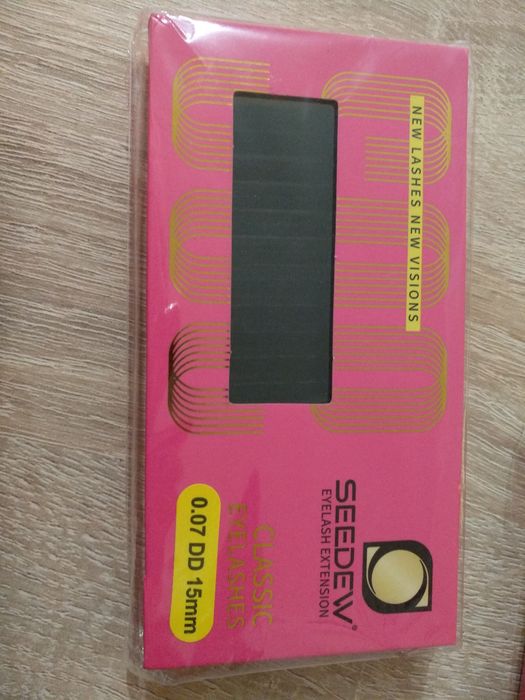 NEW LASHES NEW VISIONS
SEEDEW®
EYELASH EXTENSION
CLASSIC
EYELASHES
0.07 DD 15mm